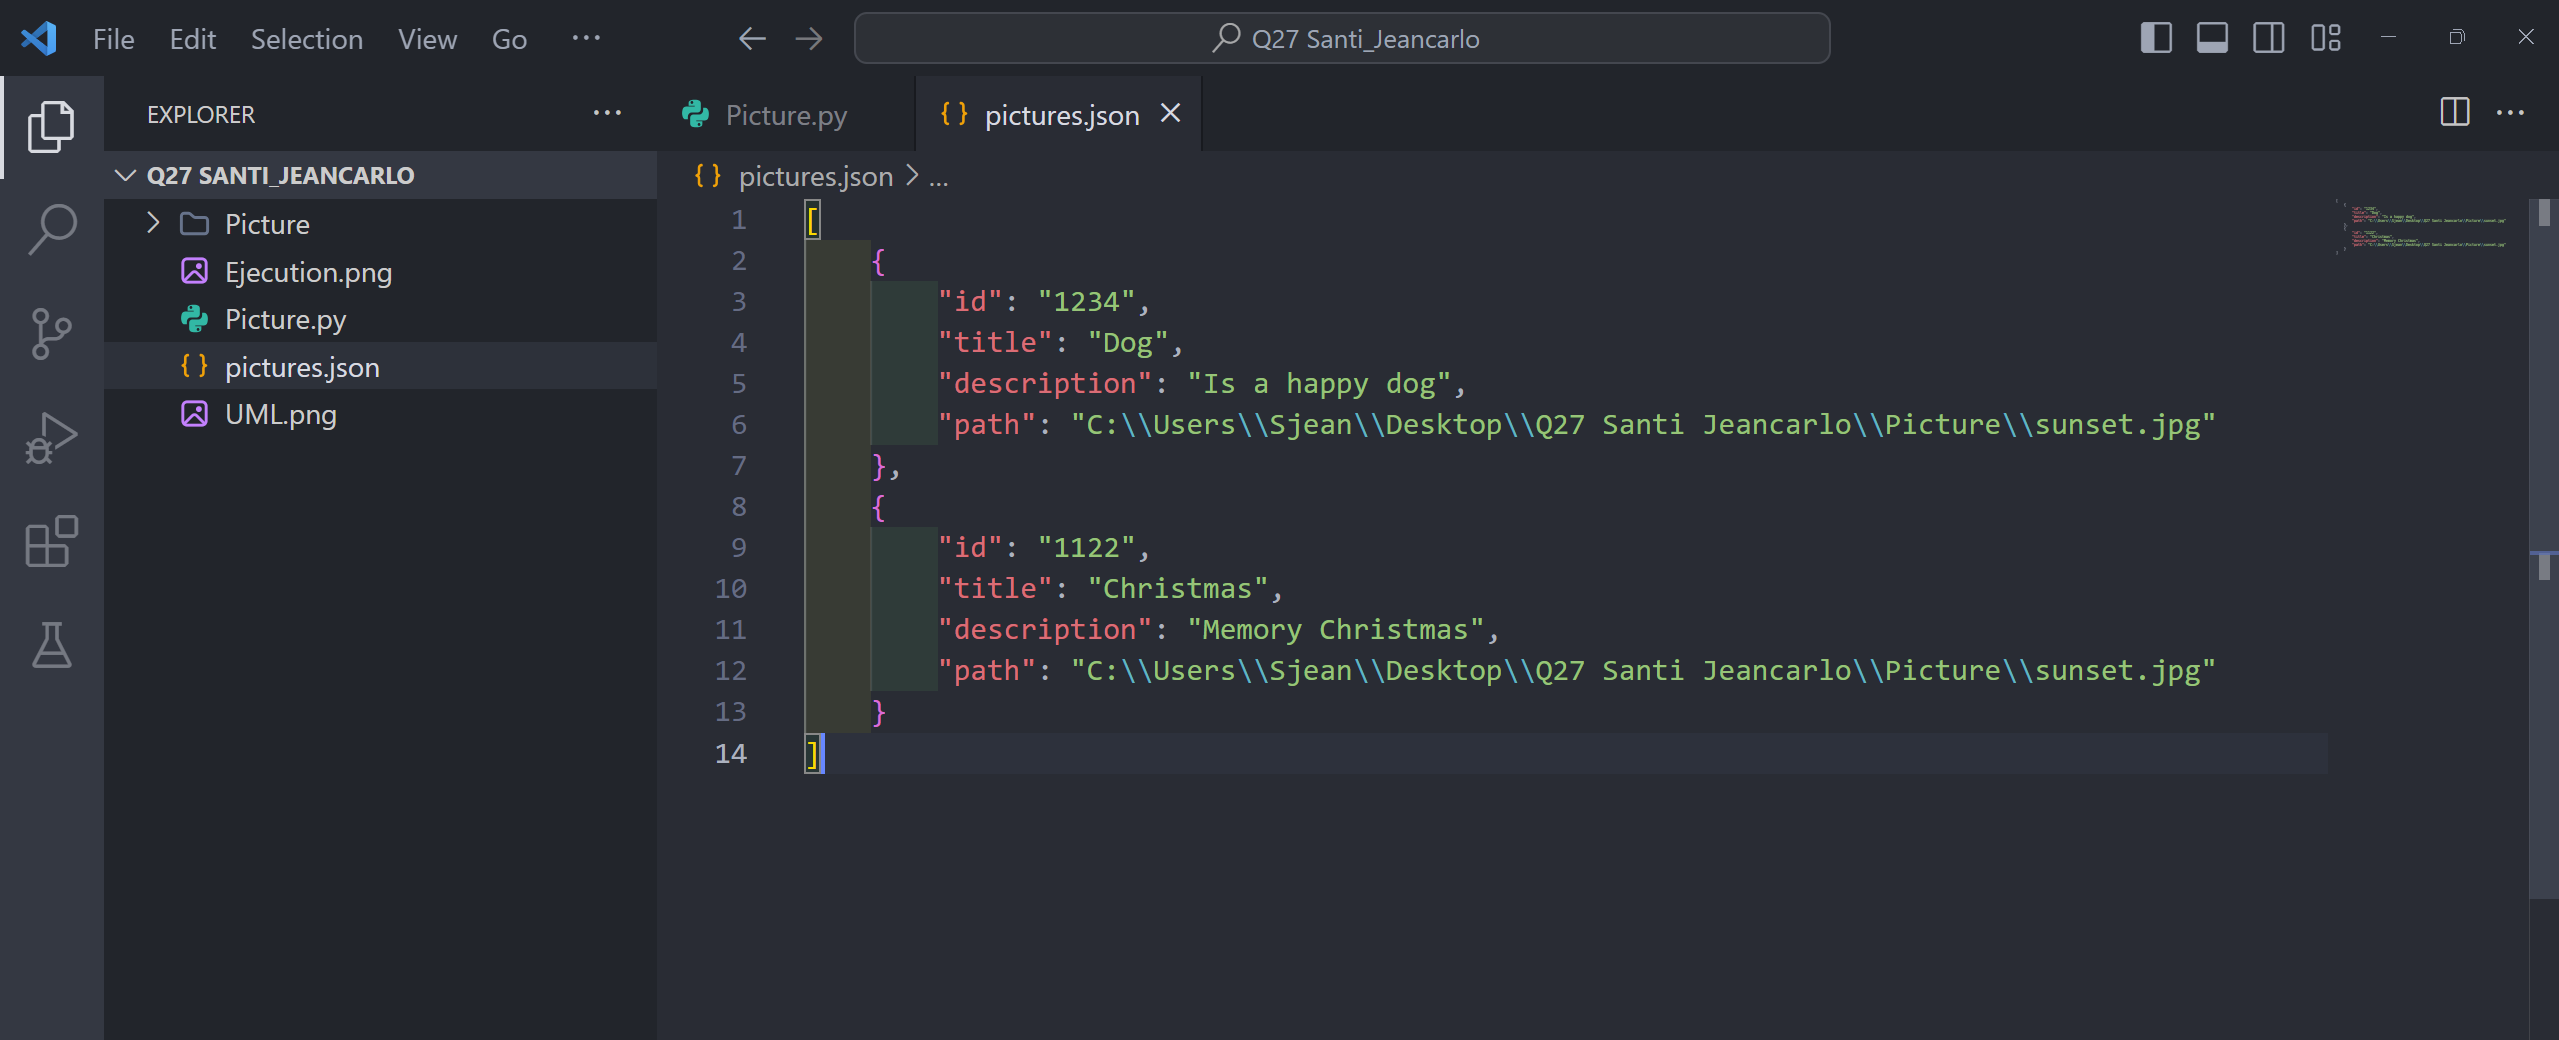 File Edit Selection View Go ··· Q27 Santi_Jeancarlo
EXPLORER ···
Q27 SANTI_JEANCARLO
Picture
Ejecution.png
Picture.py
pictures.json
UML.png
Picture.py
pictures.json
pictures.json > ...
1 [
2 {
3 "id": "1234",
4 "title": "Dog",
5 "description": "Is a happy dog",
6 "path": "C:\\Users\\Sjean\\Desktop\\Q27 Santi Jeancarlo\\Picture\\sunset.jpg"
7 },
8 {
9 "id": "1122",
10 "title": "Christmas",
11 "description": "Memory Christmas",
12 "path": "C:\\Users\\Sjean\\Desktop\\Q27 Santi Jeancarlo\\Picture\\sunset.jpg"
13 }
14 ]